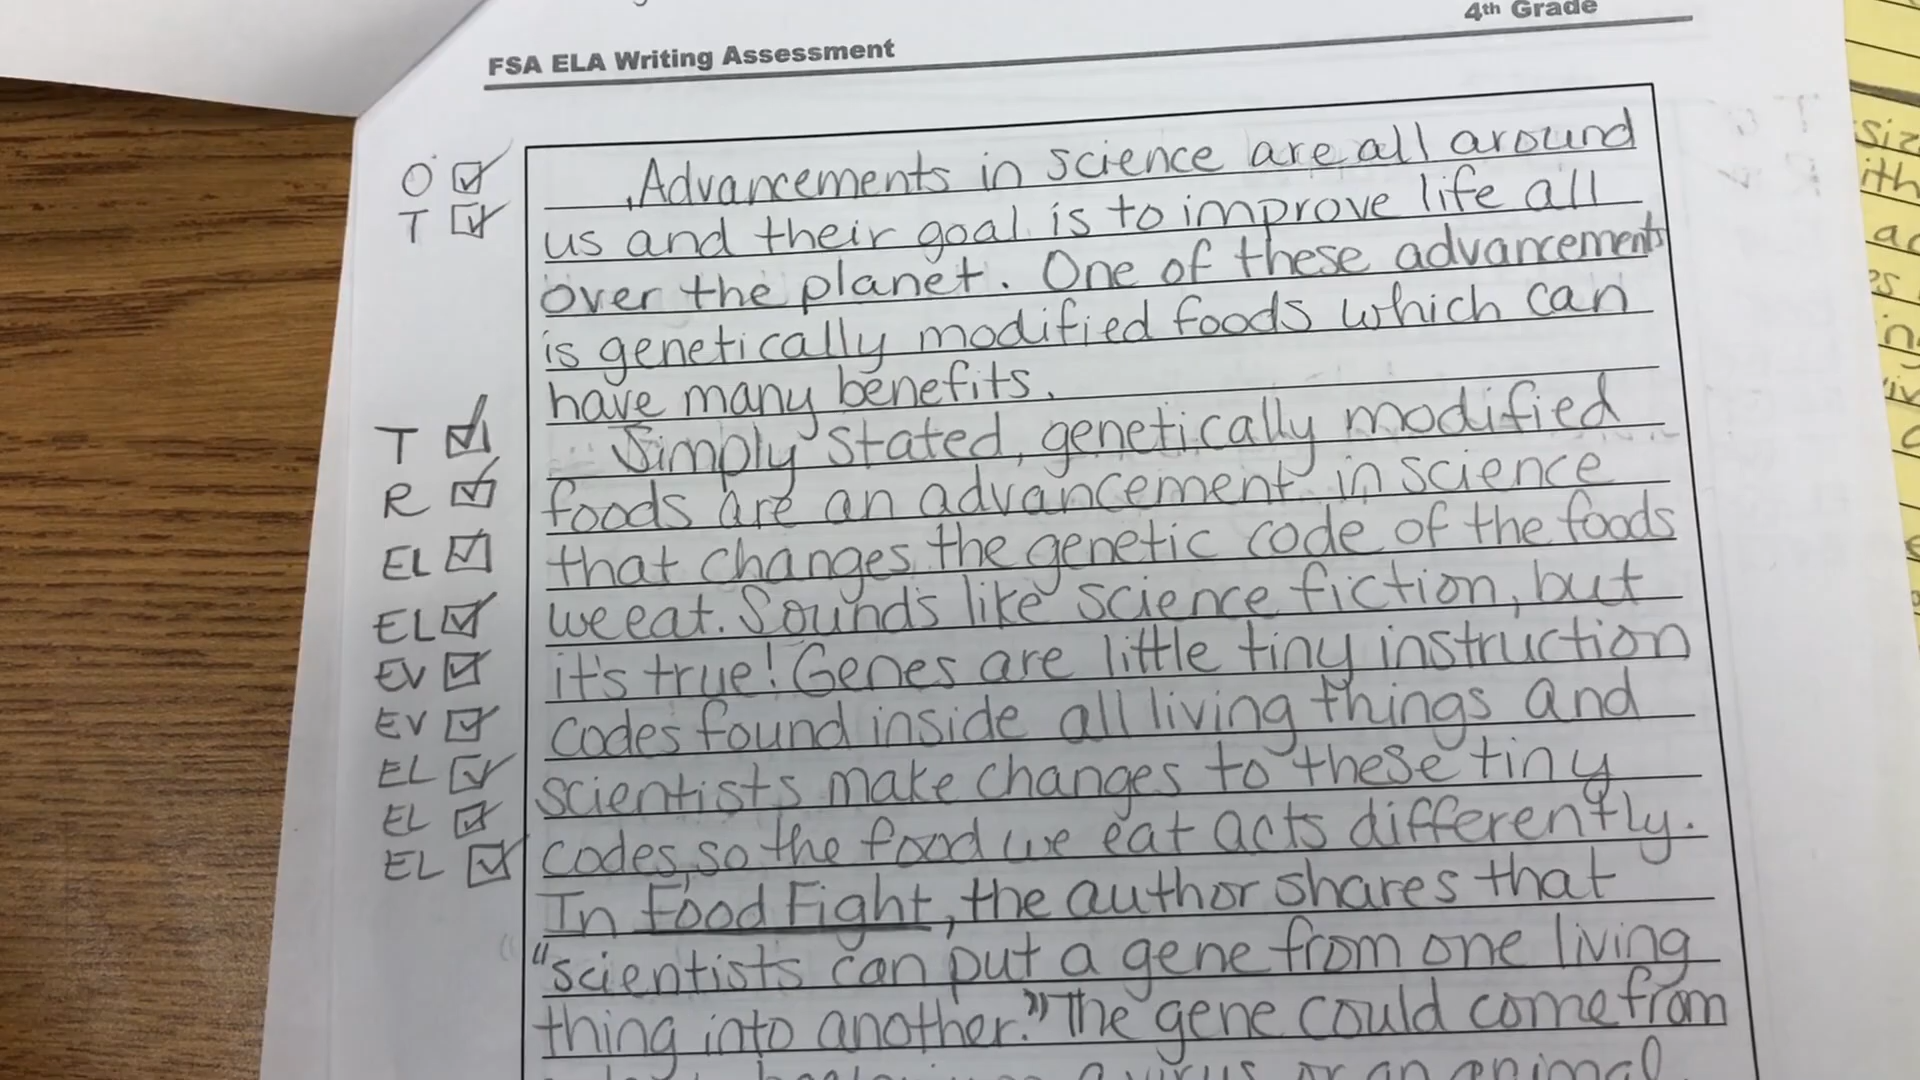 4th Grade
FSA ELA Writing Assessment
O
T
Advancements in science are all around
us and their goal is to improve life all
over the planet. One of these advancements
is genetically modified foods which can
have many benefits.
T
Simply stated, genetically modified
R
foods are an advancement in science
EL
that changes the genetic code of the foods
EL
we eat. Sounds like science fiction, but
EV
it's true! Genes are little tiny instruction
EV
codes found inside all living things and
EL
scientists make changes to these tiny
EL
codes, so the food we eat acts differently.
EL
In Food Fight, the author shares that
"scientists can put a gene from one living
thing into another." The gene could come from
a virus or an animal